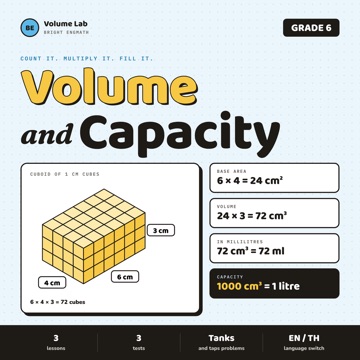 BE
Volume Lab
BRIGHT ENGMATH
GRADE 6
COUNT IT. MULTIPLY IT. FILL IT.
Volume
and Capacity
CUBOID OF 1 CM CUBES
3 cm
6 cm
4 cm
6 × 4 × 3 = 72 cubes
BASE AREA
6 × 4 = 24 cm²
VOLUME
24 × 3 = 72 cm³
IN MILLILITRES
72 cm³ = 72 ml
CAPACITY
1000 cm³ = 1 litre
3
lessons
3
tests
Tanks
and taps problems
EN / TH
language switch